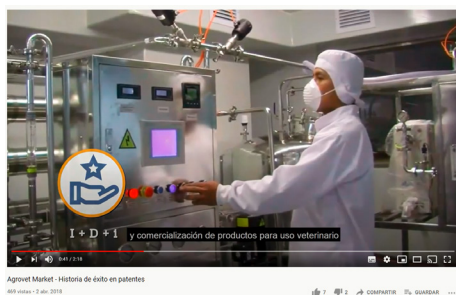 I + D + i
y comercialización de productos para uso veterinario
0:41 / 2:18
Agrovet Market - Historia de éxito en patentes
469 vistas • 2 abr. 2018
7
2
COMPARTIR
GUARDAR